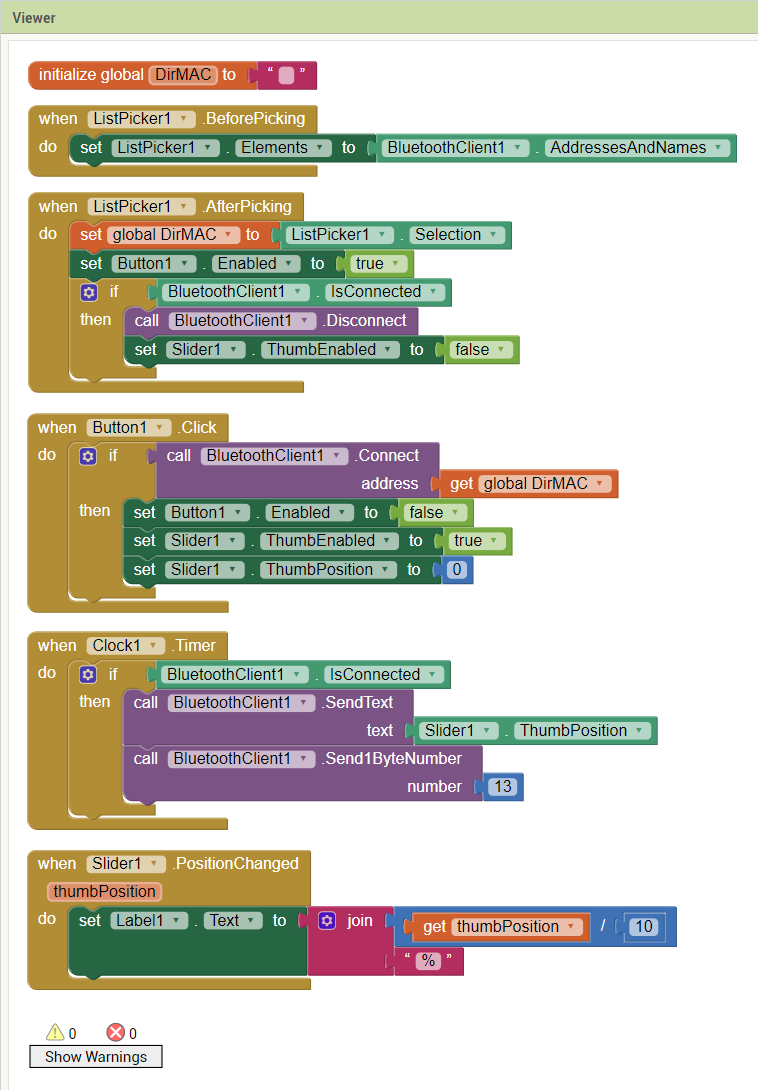 Viewer
initialize global DirMAC to " "
when ListPicker1 .BeforePicking
do set ListPicker1 . Elements to BluetoothClient1 . AddressesAndNames
when ListPicker1 .AfterPicking
do set global DirMAC to ListPicker1 . Selection
set Button1 . Enabled to true
if BluetoothClient1 . IsConnected
then call BluetoothClient1 .Disconnect
set Slider1 . ThumbEnabled to false
when Button1 .Click
do if call BluetoothClient1 .Connect
address get global DirMAC
then set Button1 . Enabled to false
set Slider1 . ThumbEnabled to true
set Slider1 . ThumbPosition to 0
when Clock1 .Timer
do if BluetoothClient1 . IsConnected
then call BluetoothClient1 .SendText
text Slider1 . ThumbPosition
call BluetoothClient1 .Send1ByteNumber
number 13
when Slider1 .PositionChanged
thumbPosition
do set Label1 . Text to join get thumbPosition / 10
" % "
0 0
Show Warnings